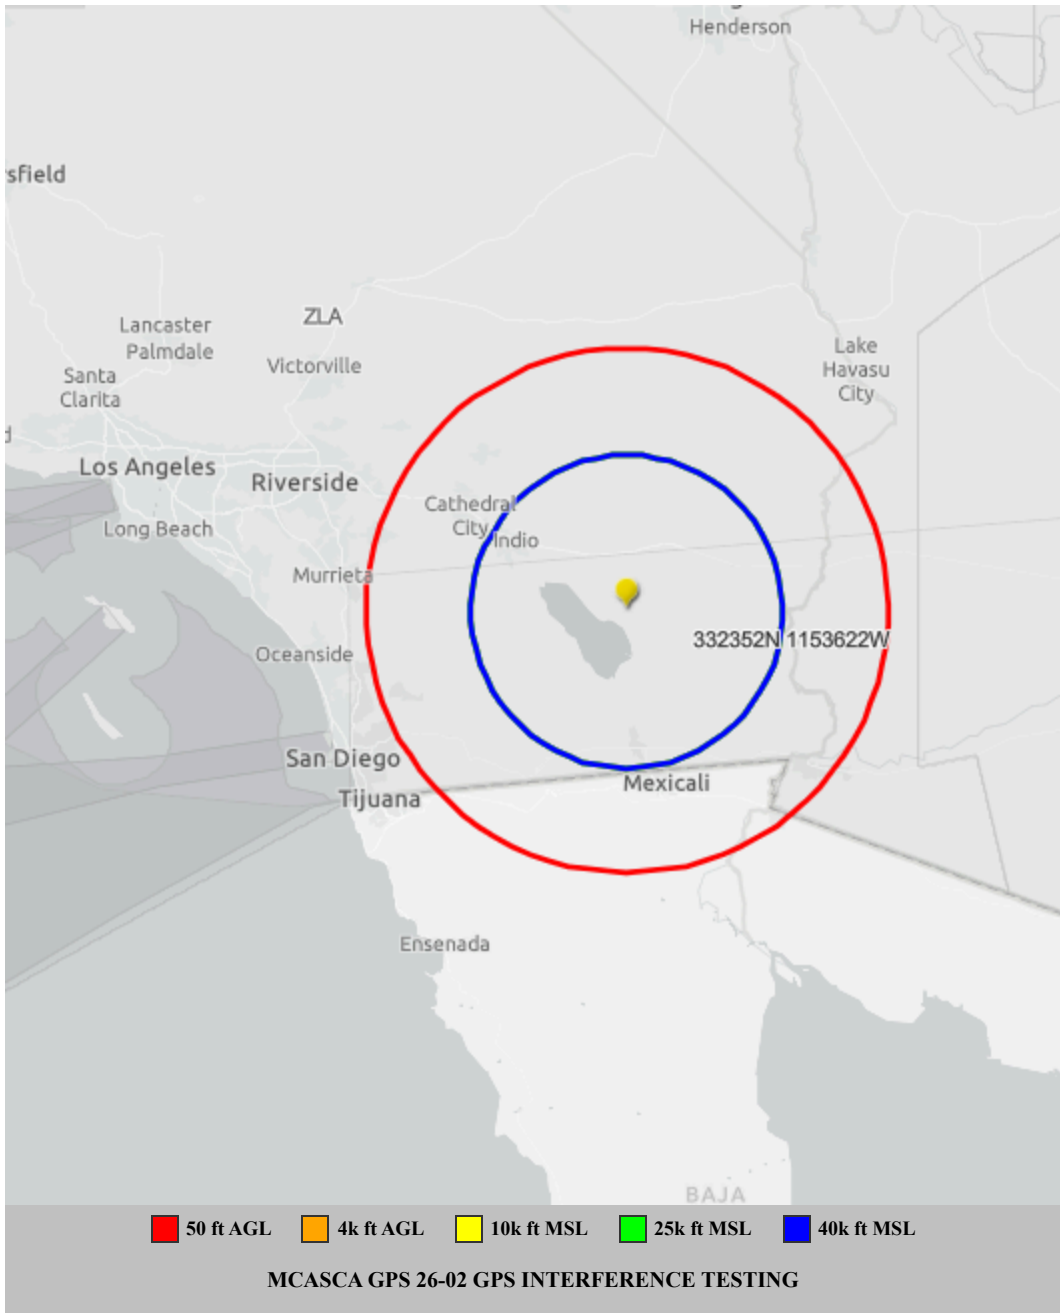 Henderson
sfield
ZLA
Lancaster
Palmdale
Victorville
Lake
Havasu
City
Santa
Clarita
Los Angeles
Riverside
Cathedral
City
Indio
Long Beach
Murrieta
332352N 1153622W
Oceanside
San Diego
Mexicali
Tijuana
Ensenada
BAJA
50 ft AGL 4k ft AGL 10k ft MSL 25k ft MSL 40k ft MSL
MCASCA GPS 26-02 GPS INTERFERENCE TESTING